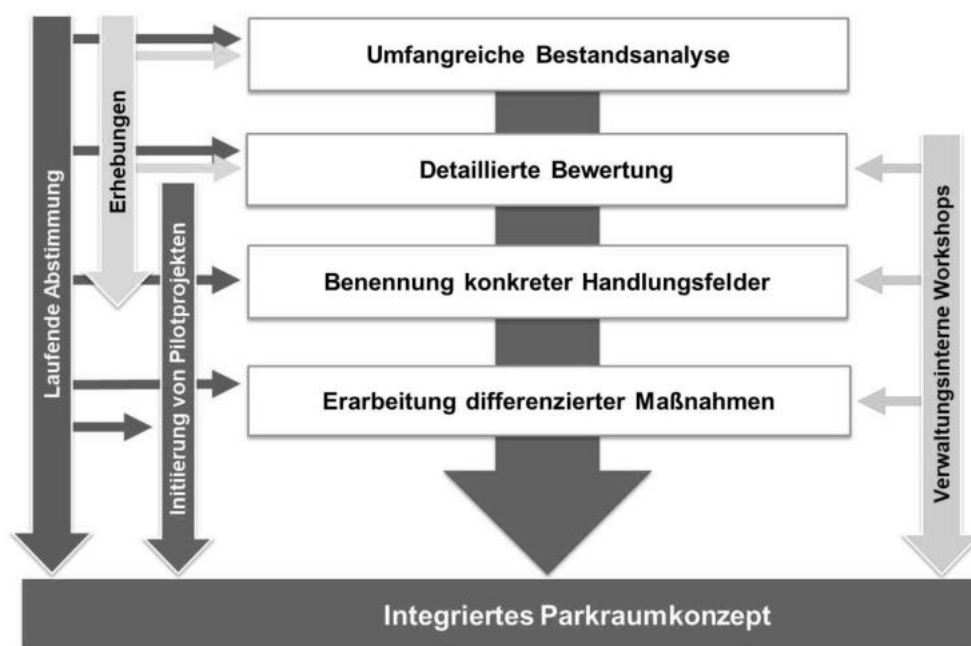 Umfangreiche Bestandsanalyse
Detaillierte Bewertung
Benennung konkreter Handlungsfelder
Erarbeitung differenzierter Maßnahmen
Laufende Abstimmung
Erhebungen
Initiierung von Pilotprojekten
Verwaltungsinterne Workshops
Integriertes Parkraumkonzept